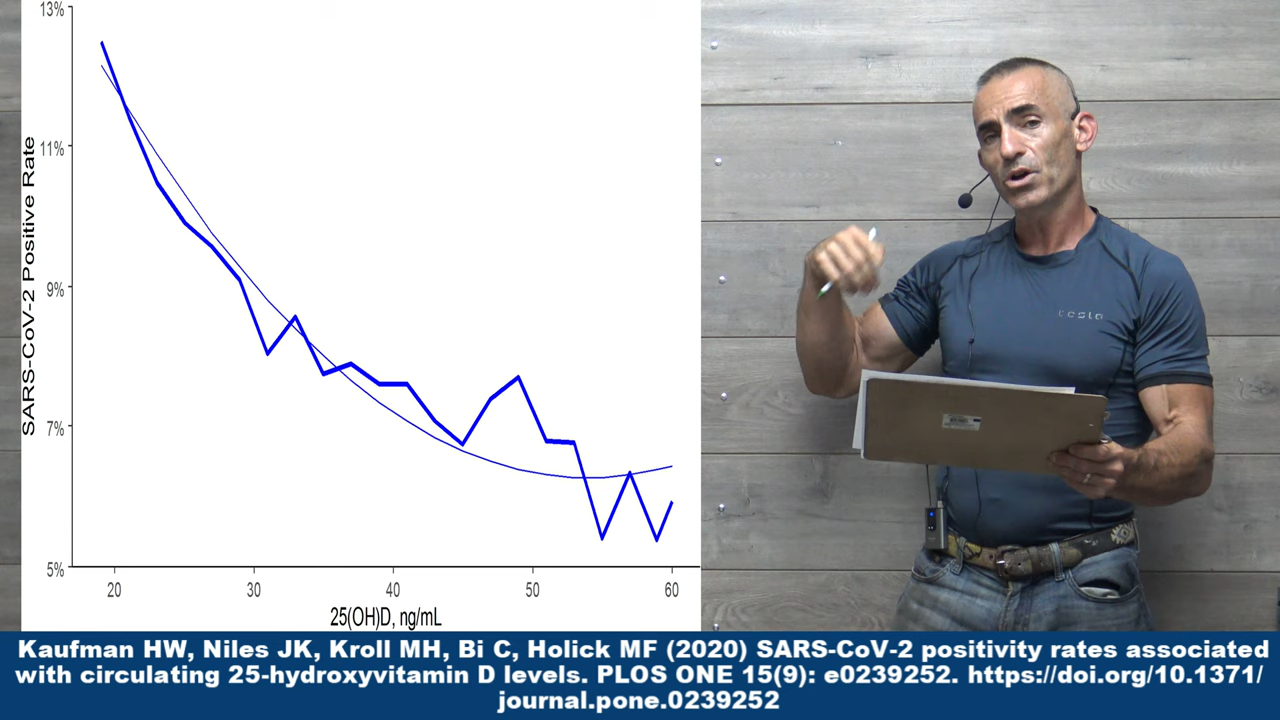 13%
11%
9%
7%
5%
SARS-CoV-2 Positive Rate
20 30 40 50 60
25(OH)D, ng/mL
Kaufman HW, Niles JK, Kroll MH, Bi C, Holick MF (2020) SARS-CoV-2 positivity rates associated
with circulating 25-hydroxyvitamin D levels. PLOS ONE 15(9): e0239252. https://doi.org/10.1371/
journal.pone.0239252